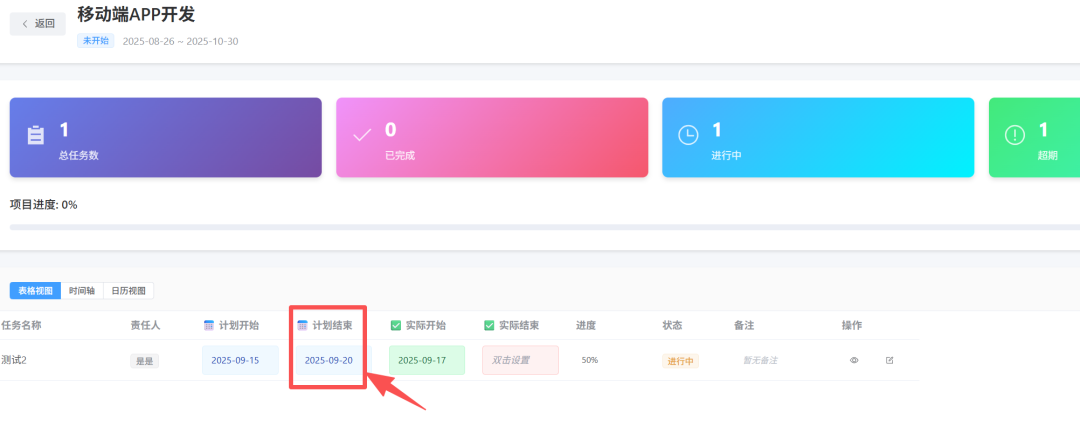 返回
移动端APP开发
未开始 2025-08-26 ~ 2025-10-30
1
总任务数
0
已完成
1
进行中
1
超期
项目进度: 0%
表格视图 时间轴 日历视图
任务名称 责任人 计划开始 计划结束 实际开始 实际结束 进度 状态 备注 操作
测试2 是是 2025-09-15 2025-09-20 2025-09-17 双击设置 50% 进行中 暂无备注